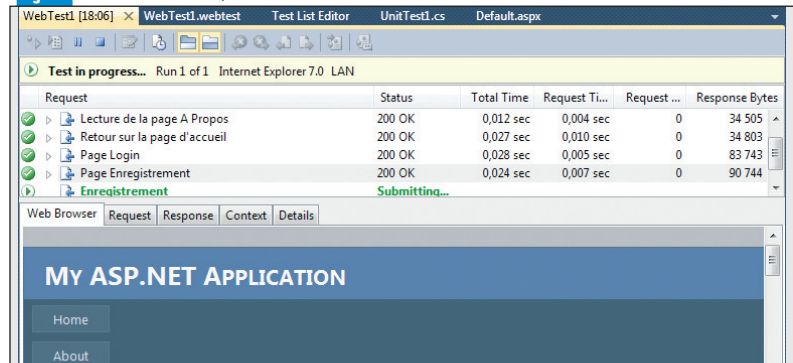 WebTest1 [18:06] WebTest1.webtest Test List Editor UnitTest1.cs Default.aspx
Test in progress... Run 1 of 1 Internet Explorer 7.0 LAN
Request Status Total Time Request Ti... Request ... Response Bytes
Lecture de la page A Propos 200 OK 0,012 sec 0,004 sec 0 34 505
Retour sur la page d'accueil 200 OK 0,027 sec 0,010 sec 0 34 803
Page Login 200 OK 0,028 sec 0,005 sec 0 83 743
Page Enregistrement 200 OK 0,024 sec 0,007 sec 0 90 744
Enregistrement Submitting...
Web Browser Request Response Context Details
MY ASP.NET APPLICATION
Home
About